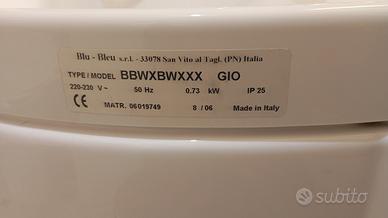 Blu - Bleu s.r.l. - 33078 San Vito al Tagl. (PN) Italia
TYPE / MODEL BBWXBWXXX GIO
220-230 V ~ 50 Hz 0.73 kW IP 25
CE MATR. 06019749 8 / 06 Made in Italy
subito